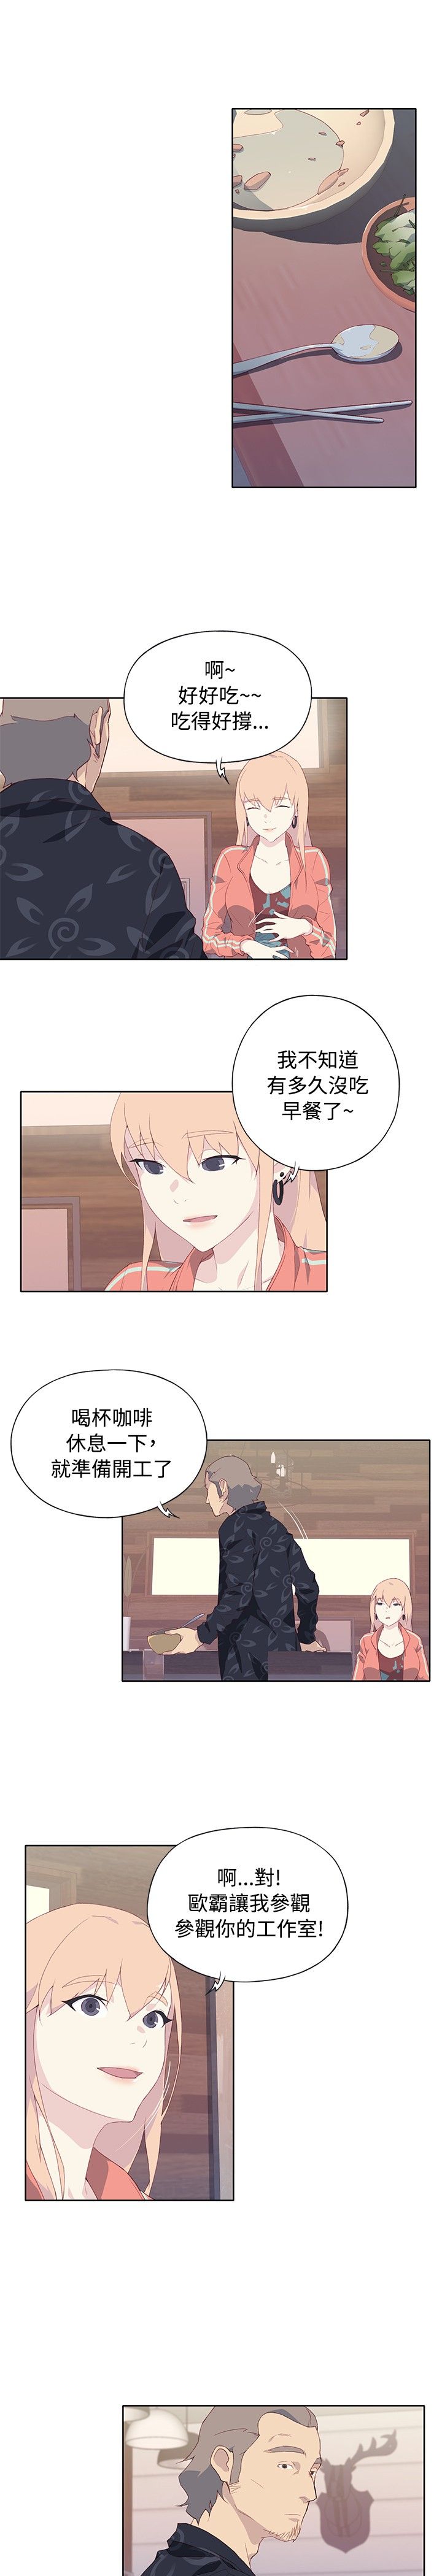 啊~
好好吃~~
吃得好撐...
我不知道
有多久沒吃
早餐了~
喝杯咖啡
休息一下,
就準備開工了
啊...對!
歐霸讓我參觀
參觀你的工作室!